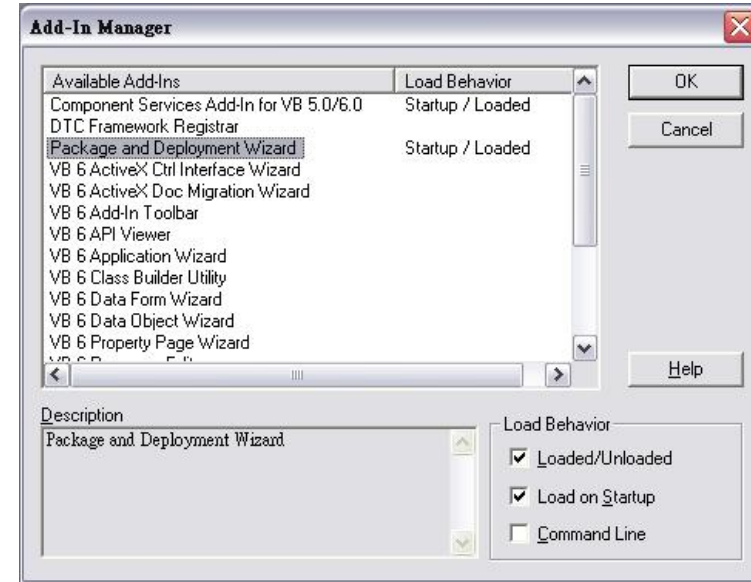 Add-In Manager
Available Add-Ins Load Behavior
Component Services Add-In for VB 5.0/6.0 Startup / Loaded
DTC Framework Registrar
Package and Deployment Wizard Startup / Loaded
VB 6 ActiveX Ctrl Interface Wizard
VB 6 ActiveX Doc Migration Wizard
VB 6 Add-In Toolbar
VB 6 API Viewer
VB 6 Application Wizard
VB 6 Class Builder Utility
VB 6 Data Form Wizard
VB 6 Data Object Wizard
VB 6 Property Page Wizard
OK
Cancel
Help
Description
Package and Deployment Wizard
Load Behavior
Loaded/Unloaded
Load on Startup
Command Line